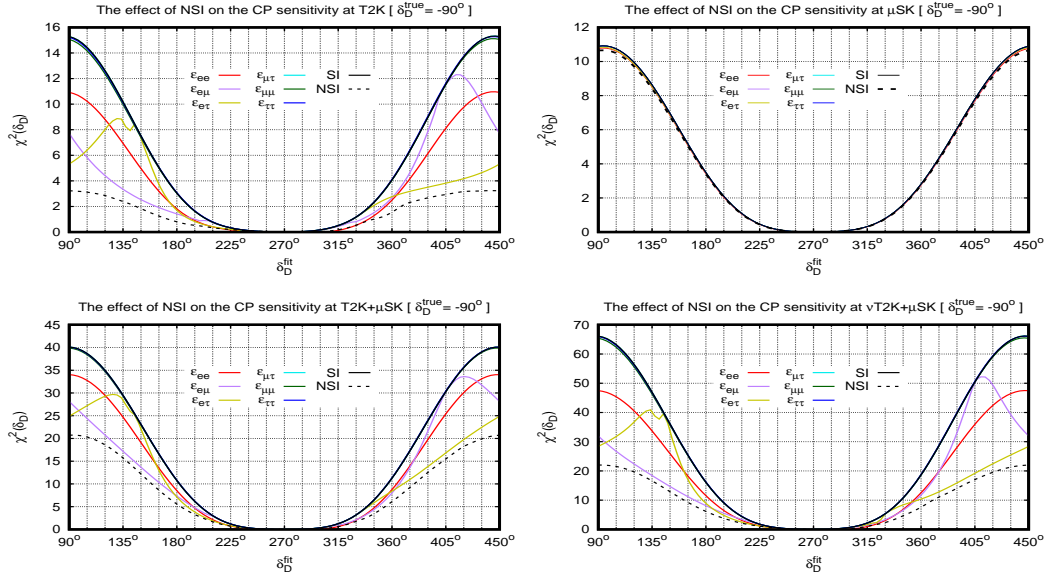 The effect of NSI on the CP sensitivity at T2K [ δ_D^true = -90° ]
χ²(δ_D)
16
14
12
10
8
6
4
2
0
ε_ee
ε_eμ
ε_eτ
ε_μτ
ε_μμ
ε_ττ
SI
NSI
90° 135° 180° 225° 270° 315° 360° 405° 450°
δ_D^fit
The effect of NSI on the CP sensitivity at μSK [ δ_D^true = -90° ]
χ²(δ_D)
12
10
8
6
4
2
0
ε_ee
ε_eμ
ε_eτ
ε_μτ
ε_μμ
ε_ττ
SI
NSI
90° 135° 180° 225° 270° 315° 360° 405° 450°
δ_D^fit
The effect of NSI on the CP sensitivity at T2K+μSK [ δ_D^true = -90° ]
χ²(δ_D)
45
40
35
30
25
20
15
10
5
0
ε_ee
ε_eμ
ε_eτ
ε_μτ
ε_μμ
ε_ττ
SI
NSI
90° 135° 180° 225° 270° 315° 360° 405° 450°
δ_D^fit
The effect of NSI on the CP sensitivity at νT2K+μSK [ δ_D^true = -90° ]
χ²(δ_D)
70
60
50
40
30
20
10
0
ε_ee
ε_eμ
ε_eτ
ε_μτ
ε_μμ
ε_ττ
SI
NSI
90° 135° 180° 225° 270° 315° 360° 405° 450°
δ_D^fit